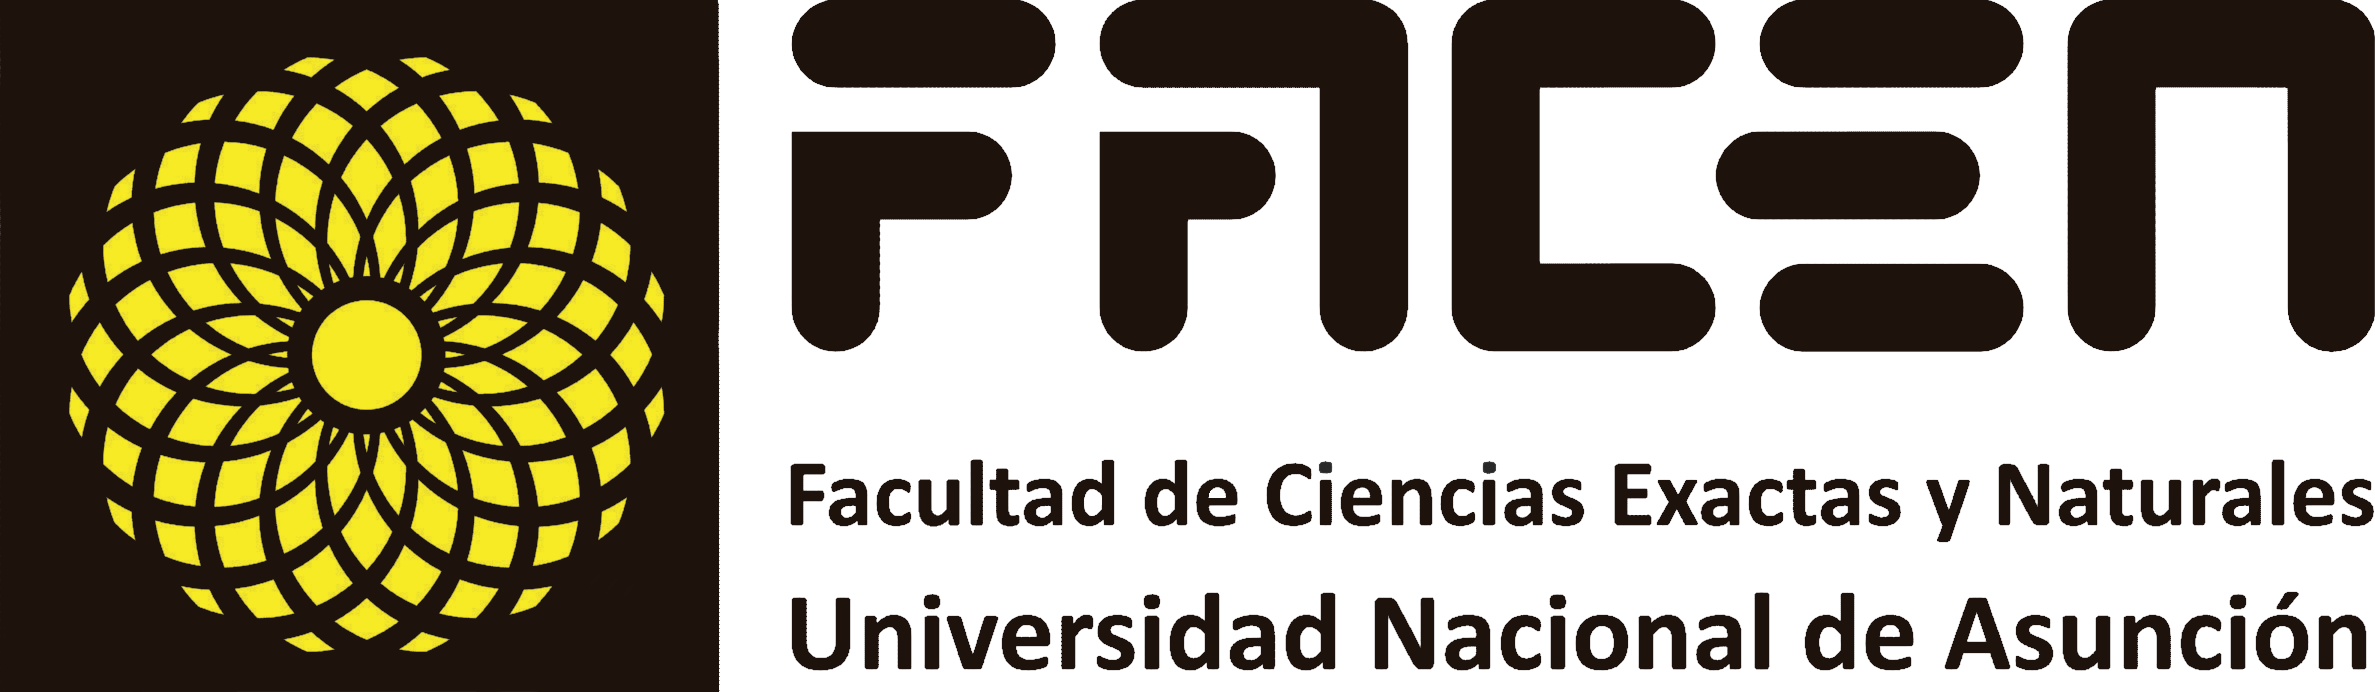 FACEN
Facultad de Ciencias Exactas y Naturales
Universidad Nacional de Asunción